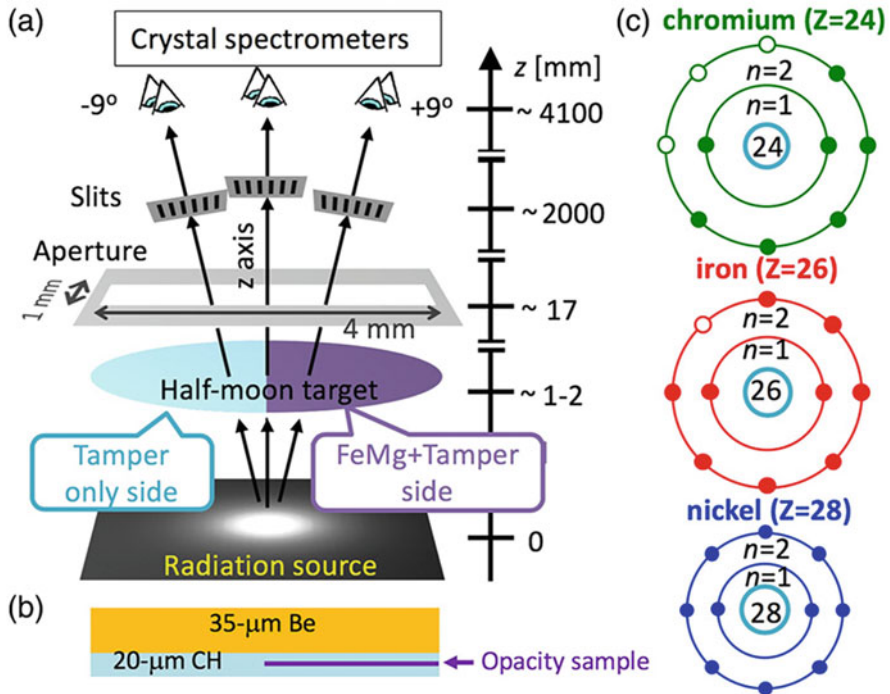 (a)
Crystal spectrometers
-9°
+9°
z [mm]
~ 4100
Slits
~ 2000
Aperture
z axis
1 mm
4 mm
~ 17
Half-moon target
~ 1-2
Tamper
only side
FeMg+Tamper
side
Radiation source
0
(b)
35-μm Be
20-μm CH
Opacity sample
(c)
chromium (Z=24)
n=2
n=1
24
iron (Z=26)
n=2
n=1
26
nickel (Z=28)
n=2
n=1
28